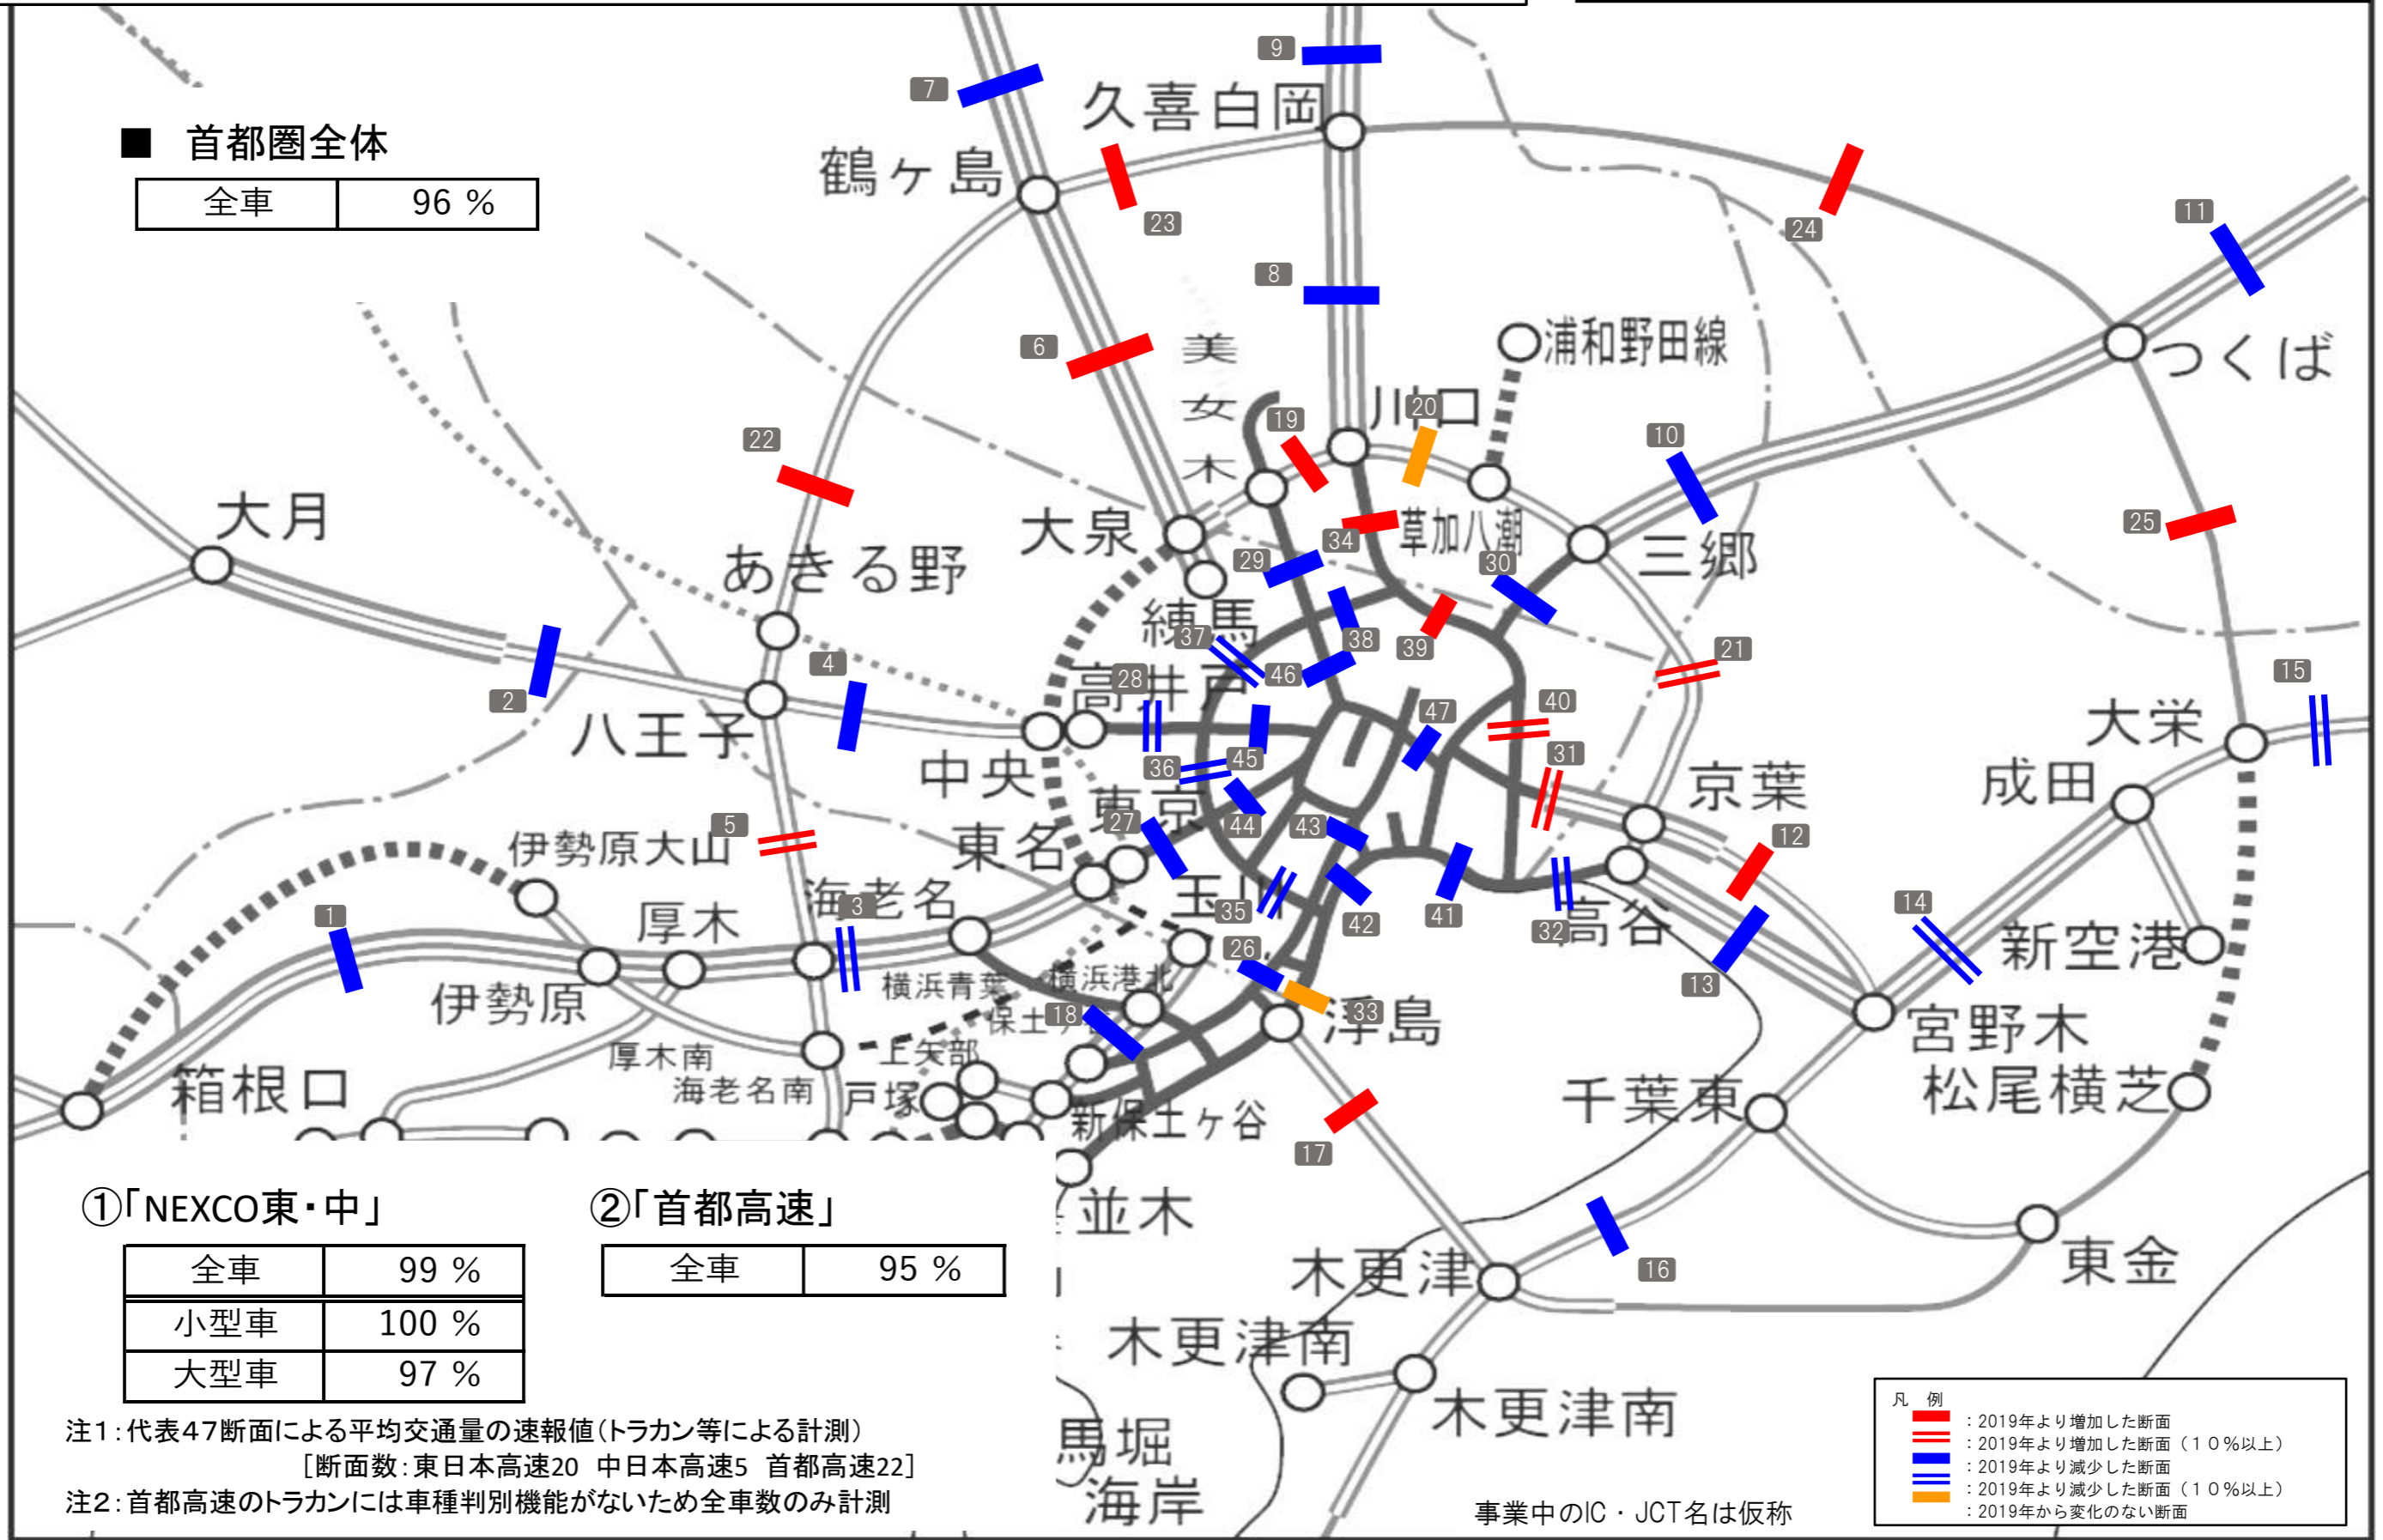 ■ 首都圏全体
全車 96 %
7
9
久喜白岡
鶴ヶ島
23
24
11
8
6
美女木
浦和野田線
つくば
川口
19
20
22
10
大月
大泉
34
草加八潮
25
あきる野
29
30
三郷
練馬
37
38
39
21
4
28
高井戸
46
40
15
2
47
大栄
八王子
中央
36
45
31
京葉
成田
東京
5
伊勢原大山
東名
27
44
43
12
海老名
3
厚木
玉川
1
35
42
41
32
高谷
14
新空港
26
横浜青葉
横浜港北
13
伊勢原
18
33
浮島
宮野木
厚木南
上矢部
海老名南
戸塚
箱根口
新保土ヶ谷
千葉東
松尾横芝
17
並木
16
木更津
東金
木更津南
木更津南
馬堀
海岸
①「NEXCO東・中」
全車 99 %
小型車 100 %
大型車 97 %
②「首都高速」
全車 95 %
注1:代表47断面による平均交通量の速報値(トラカン等による計測)
[断面数:東日本高速20 中日本高速5 首都高速22]
注2:首都高速のトラカンには車種判別機能がないため全車数のみ計測
事業中のIC・JCT名は仮称
凡 例
:2019年より増加した断面
:2019年より増加した断面(10%以上)
:2019年より減少した断面
:2019年より減少した断面(10%以上)
:2019年から変化のない断面